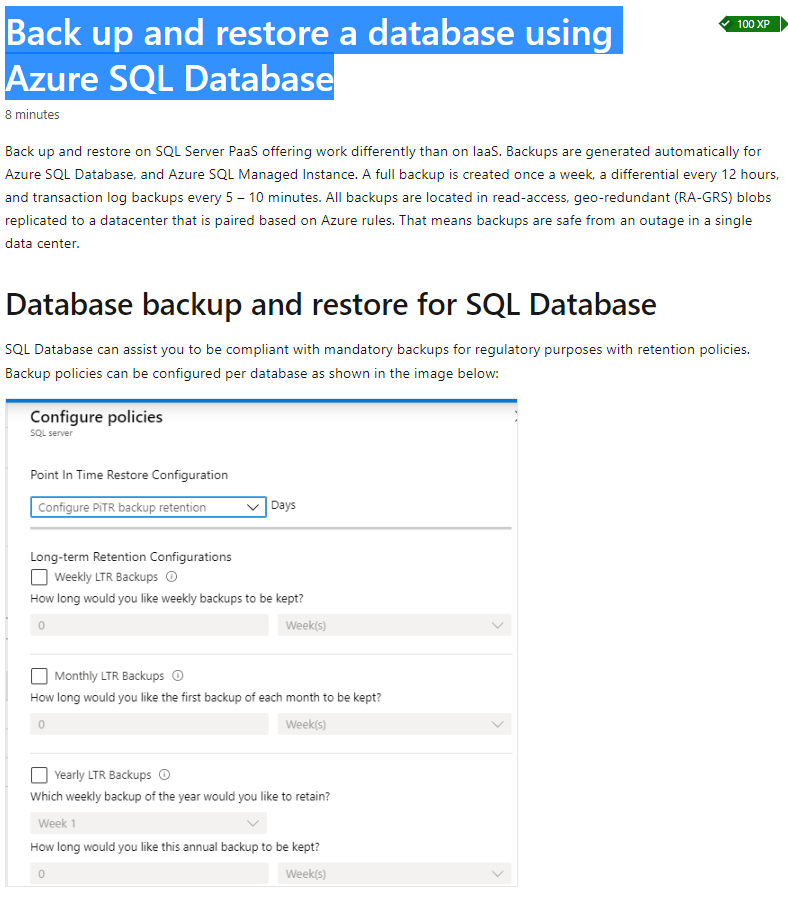 Back up and restore a database using
100 XP
Azure SQL Database
8 minutes
Back up and restore on SQL Server PaaS offering work differently than on IaaS. Backups are generated automatically for
Azure SQL Database, and Azure SQL Managed Instance. A full backup is created once a week, a differential every 12 hours,
and transaction log backups every 5 – 10 minutes. All backups are located in read-access, geo-redundant (RA-GRS) blobs
replicated to a datacenter that is paired based on Azure rules. That means backups are safe from an outage in a single
data center.
Database backup and restore for SQL Database
SQL Database can assist you to be compliant with mandatory backups for regulatory purposes with retention policies.
Backup policies can be configured per database as shown in the image below:
Configure policies
SQL server
Point In Time Restore Configuration
Configure PiTR backup retention Days
Long-term Retention Configurations
Weekly LTR Backups
How long would you like weekly backups to be kept?
0 Week(s)
Monthly LTR Backups
How long would you like the first backup of each month to be kept?
0 Week(s)
Yearly LTR Backups
Which weekly backup of the year would you like to retain?
Week 1
How long would you like this annual backup to be kept?
0 Week(s)